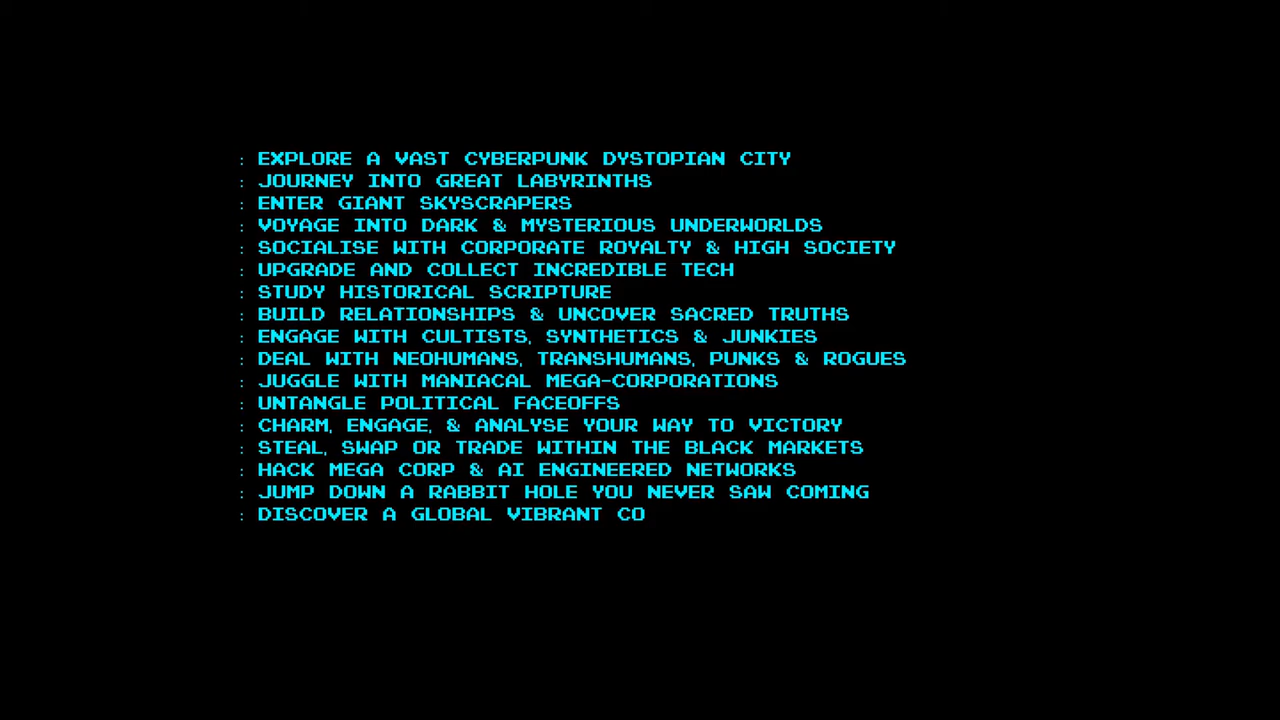 : EXPLORE A VAST CYBERPUNK DYSTOPIAN CITY
: JOURNEY INTO GREAT LABYRINTHS
: ENTER GIANT SKYSCRAPERS
: VOYAGE INTO DARK & MYSTERIOUS UNDERWORLDS
: SOCIALISE WITH CORPORATE ROYALTY & HIGH SOCIETY
: UPGRADE AND COLLECT INCREDIBLE TECH
: STUDY HISTORICAL SCRIPTURE
: BUILD RELATIONSHIPS & UNCOVER SACRED TRUTHS
: ENGAGE WITH CULTISTS, SYNTHETICS & JUNKIES
: DEAL WITH NEOHUMANS, TRANSHUMANS, PUNKS & ROGUES
: JUGGLE WITH MANIACAL MEGA-CORPORATIONS
: UNTANGLE POLITICAL FACEOFFS
: CHARM, ENGAGE, & ANALYSE YOUR WAY TO VICTORY
: STEAL, SWAP OR TRADE WITHIN THE BLACK MARKETS
: HACK MEGA CORP & AI ENGINEERED NETWORKS
: JUMP DOWN A RABBIT HOLE YOU NEVER SAW COMING
: DISCOVER A GLOBAL VIBRANT CO